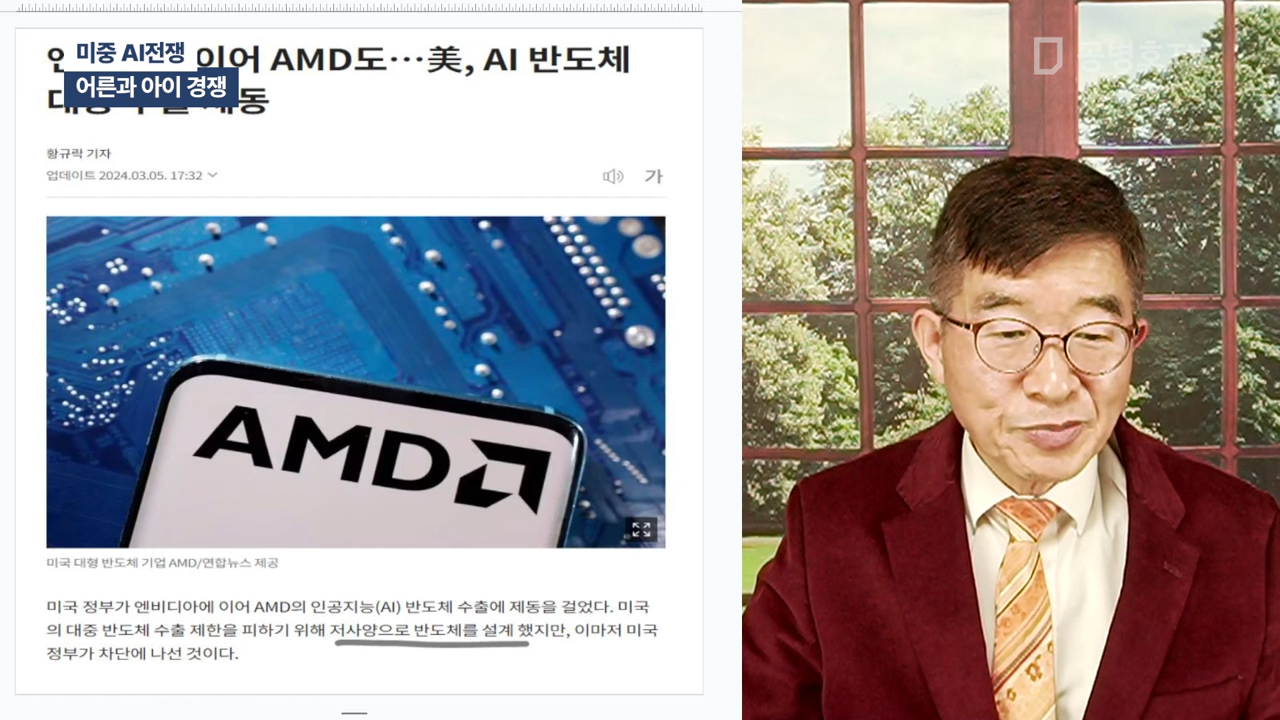 미중 AI전쟁
어른과 아이 경쟁
이어 AMD도…美, AI 반도체
황규락 기자
업데이트 2024.03.05. 17:32
가
AMD
미국 대형 반도체 기업 AMD/연합뉴스 제공
미국 정부가 엔비디아에 이어 AMD의 인공지능(AI) 반도체 수출에 제동을 걸었다. 미국
의 대중 반도체 수출 제한을 피하기 위해 저사양으로 반도체를 설계 했지만, 이마저 미국
정부가 차단에 나선 것이다.
공병호